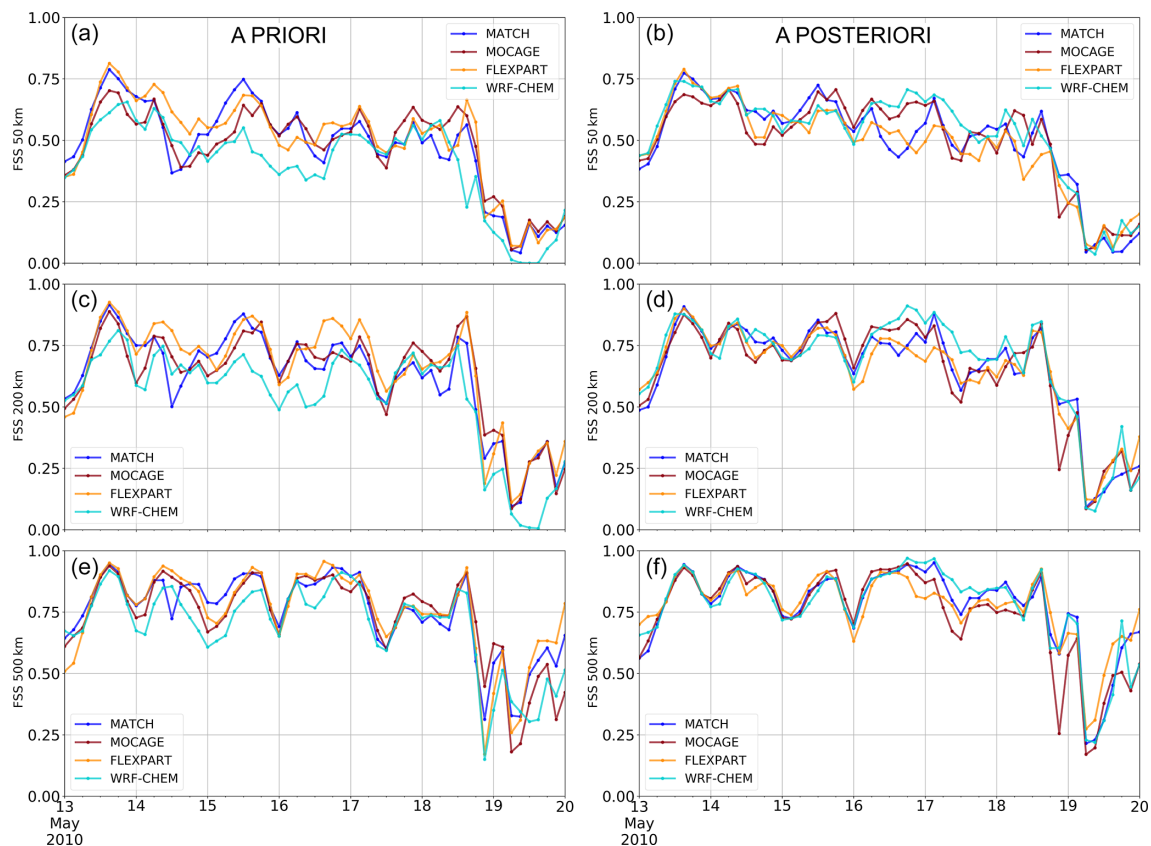 (a) A PRIORI
FSS 50 km
1.00
0.75
0.50
0.25
0.00
MATCH
MOCAGE
FLEXPART
WRF-CHEM
(b) A POSTERIORI
FSS 50 km
1.00
0.75
0.50
0.25
0.00
MATCH
MOCAGE
FLEXPART
WRF-CHEM
(c)
FSS 200 km
1.00
0.75
0.50
0.25
0.00
MATCH
MOCAGE
FLEXPART
WRF-CHEM
(d)
FSS 200 km
1.00
0.75
0.50
0.25
0.00
MATCH
MOCAGE
FLEXPART
WRF-CHEM
(e)
FSS 500 km
1.00
0.75
0.50
0.25
0.00
MATCH
MOCAGE
FLEXPART
WRF-CHEM
13 14 15 16 17 18 19 20
May
2010
(f)
FSS 500 km
1.00
0.75
0.50
0.25
0.00
MATCH
MOCAGE
FLEXPART
WRF-CHEM
13 14 15 16 17 18 19 20
May
2010